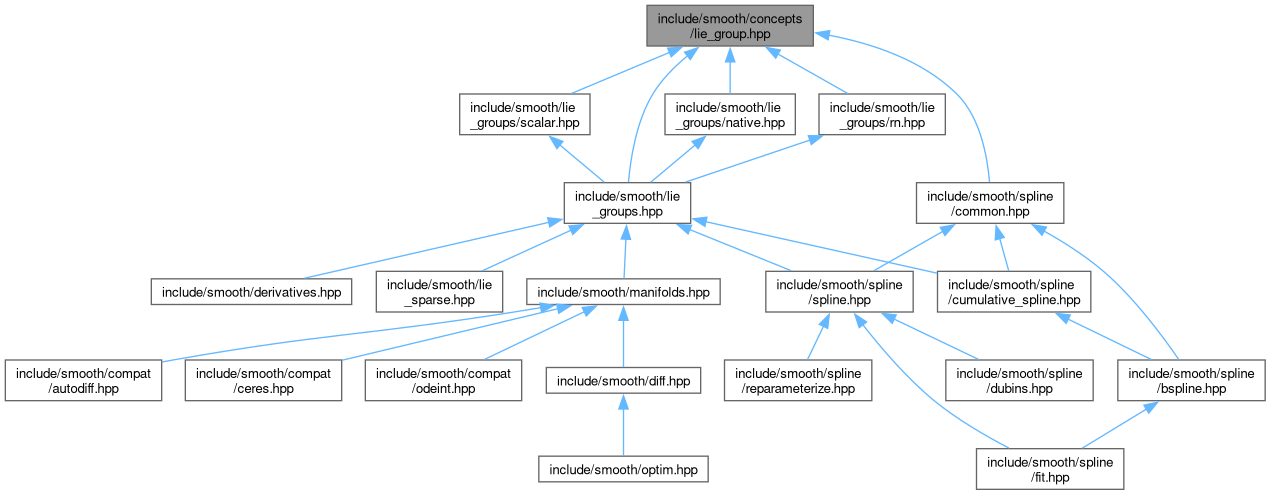 include/smooth/concepts
/lie_group.hpp
include/smooth/lie
_groups/scalar.hpp
include/smooth/lie
_groups/native.hpp
include/smooth/lie
_groups/rn.hpp
include/smooth/lie
_groups.hpp
include/smooth/spline
/common.hpp
include/smooth/derivatives.hpp
include/smooth/lie
_sparse.hpp
include/smooth/manifolds.hpp
include/smooth/spline
/spline.hpp
include/smooth/spline
/cumulative_spline.hpp
include/smooth/compat
/autodiff.hpp
include/smooth/compat
/ceres.hpp
include/smooth/compat
/odeint.hpp
include/smooth/diff.hpp
include/smooth/spline
/reparameterize.hpp
include/smooth/spline
/dubins.hpp
include/smooth/spline
/bspline.hpp
include/smooth/optim.hpp
include/smooth/spline
/fit.hpp